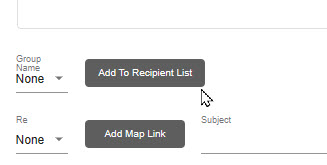 Group
Name
None
Add To Recipient List
Re
None
Add Map Link
Subject